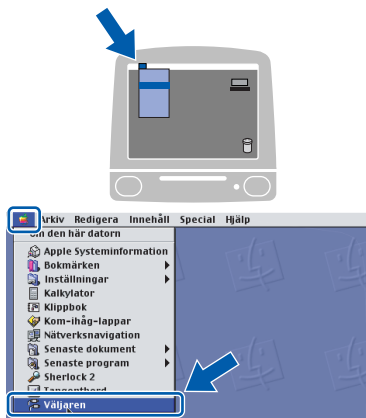 Arkiv Redigera Innehåll Special Hjälp
Om den här datorn
Apple Systeminformation
Bokmärken
Inställningar
Kalkylator
Klippbok
Kom-ihåg-lappar
Nätverksnavigation
Senaste dokument
Senaste program
Sherlock 2
Tangentbord
Väljaren